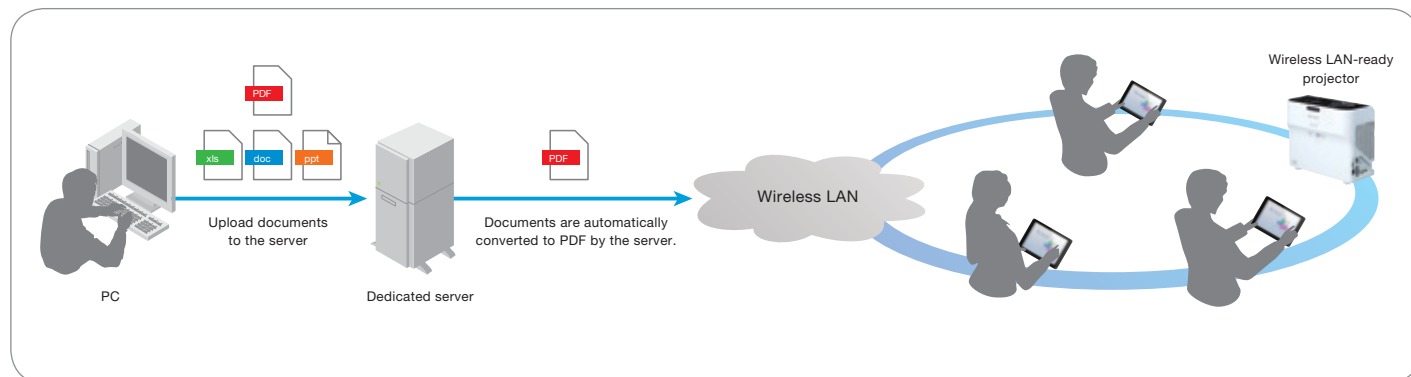 PDF
xls
doc
ppt
Upload documents
to the server
PC
Dedicated server
PDF
Documents are automatically
converted to PDF by the server.
Wireless LAN
Wireless LAN-ready
projector